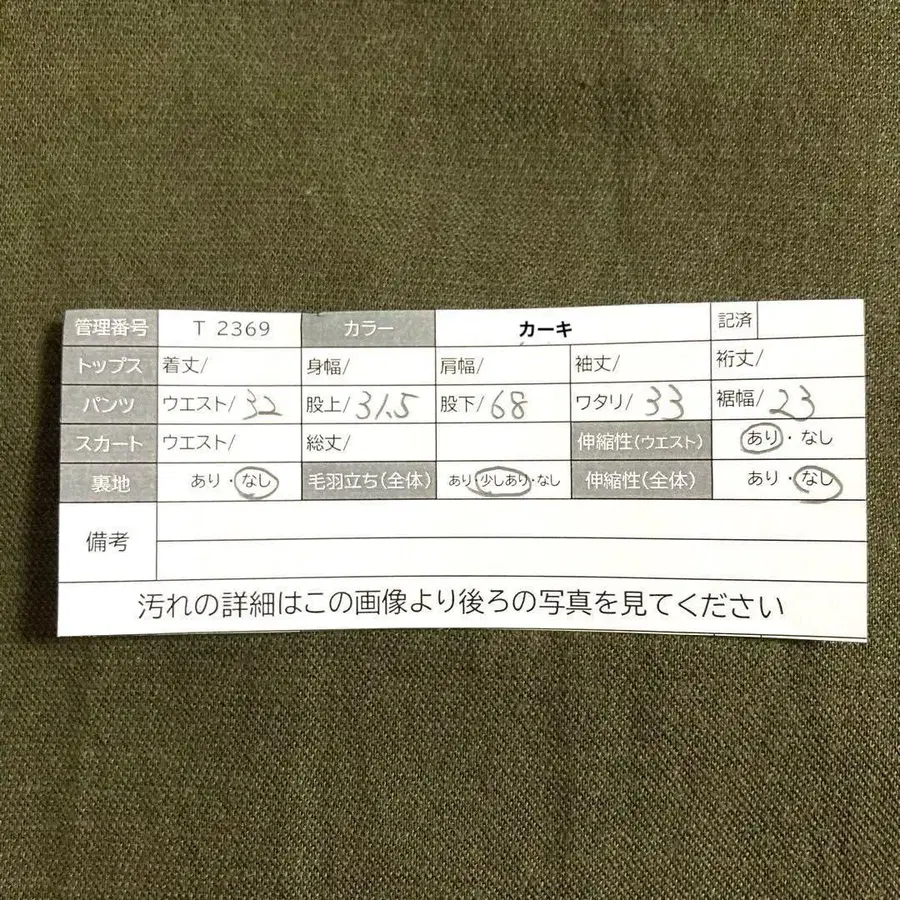 管理番号 T 2369 カラー カーキ 記済
トップス 着丈/ 身幅/ 肩幅/ 袖丈/ 裄丈/
パンツ ウエスト/ 32 股上/ 31.5 股下/ 68 ワタリ/ 33 裾幅/ 23
スカート ウエスト/ 総丈/ 伸縮性(ウエスト) あり・なし
裏地 あり・なし 毛羽立ち(全体) あり・少しあり・なし 伸縮性(全体) あり・なし
備考
汚れの詳細はこの画像より後ろの写真を見てください